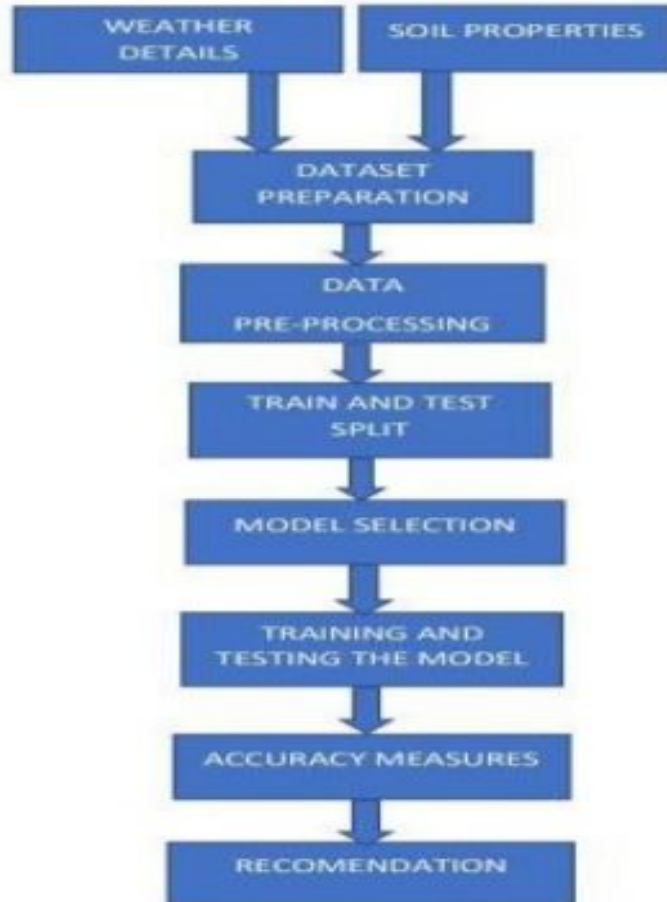 WEATHER
DETAILS
SOIL PROPERTIES
DATASET
PREPARATION
DATA
PRE-PROCESSING
TRAIN AND TEST
SPLIT
MODEL SELECTION
TRAINING AND
TESTING THE MODEL
ACCURACY MEASURES
RECOMENDATION